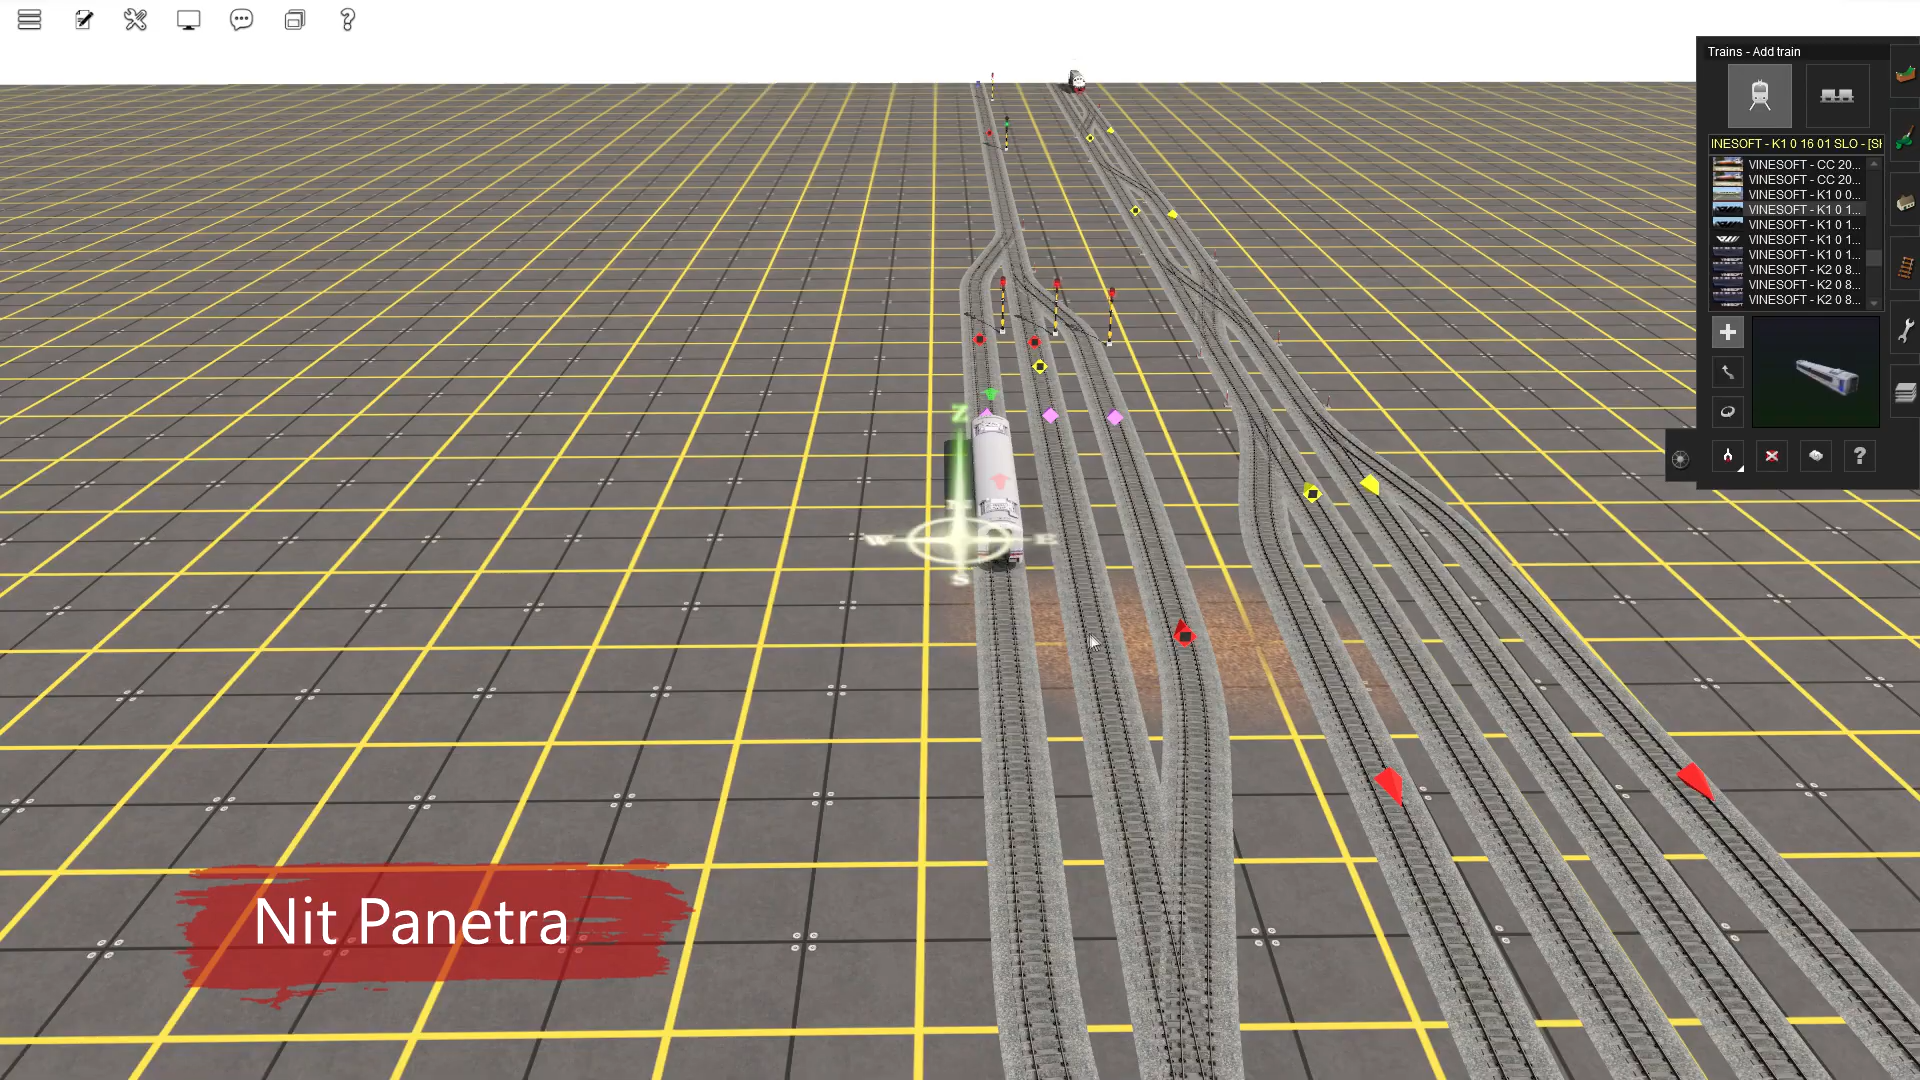 Trains - Add train
INESOFT - K1 0 16 01 SLO - [S
VINESOFT - CC 20...
VINESOFT - CC 20...
VINESOFT - K1 0 0...
VINESOFT - K1 0 1...
VINESOFT - K1 0 1...
VINESOFT - K1 0 1...
VINESOFT - K1 0 1...
VINESOFT - K2 0 8...
VINESOFT - K2 0 8...
VINESOFT - K2 0 8...
N
W
E
S
Nit Panetra